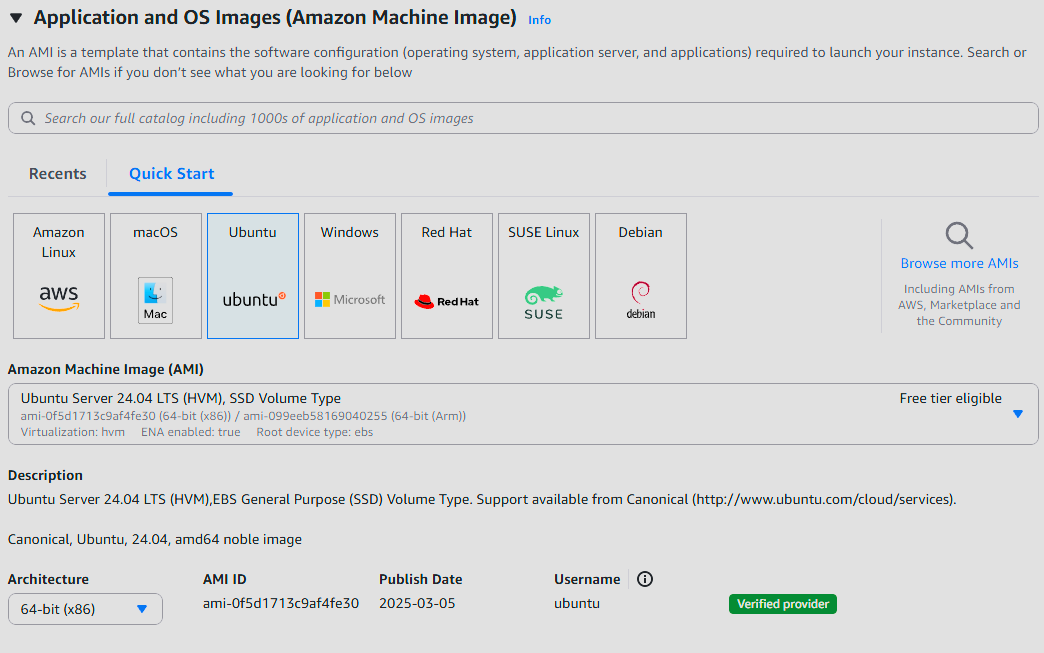 Application and OS Images (Amazon Machine Image) Info
An AMI is a template that contains the software configuration (operating system, application server, and applications) required to launch your instance. Search or
Browse for AMIs if you don't see what you are looking for below
Search our full catalog including 1000s of application and OS images
Recents
Quick Start
Amazon
Linux
aws
macOS
Mac
Ubuntu
ubuntu
Windows
Microsoft
Red Hat
Red Hat
SUSE Linux
SUSE
Debian
debian
Browse more AMIs
Including AMIs from
AWS, Marketplace and
the Community
Amazon Machine Image (AMI)
Ubuntu Server 24.04 LTS (HVM), SSD Volume Type Free tier eligible
ami-0f5d1713c9af4fe30 (64-bit (x86)) / ami-099eeb58169040255 (64-bit (Arm))
Virtualization: hvm ENA enabled: true Root device type: ebs
Description
Ubuntu Server 24.04 LTS (HVM),EBS General Purpose (SSD) Volume Type. Support available from Canonical (http://www.ubuntu.com/cloud/services).
Canonical, Ubuntu, 24.04, amd64 noble image
Architecture AMI ID Publish Date Username
64-bit (x86) ami-0f5d1713c9af4fe30 2025-03-05 ubuntu Verified provider